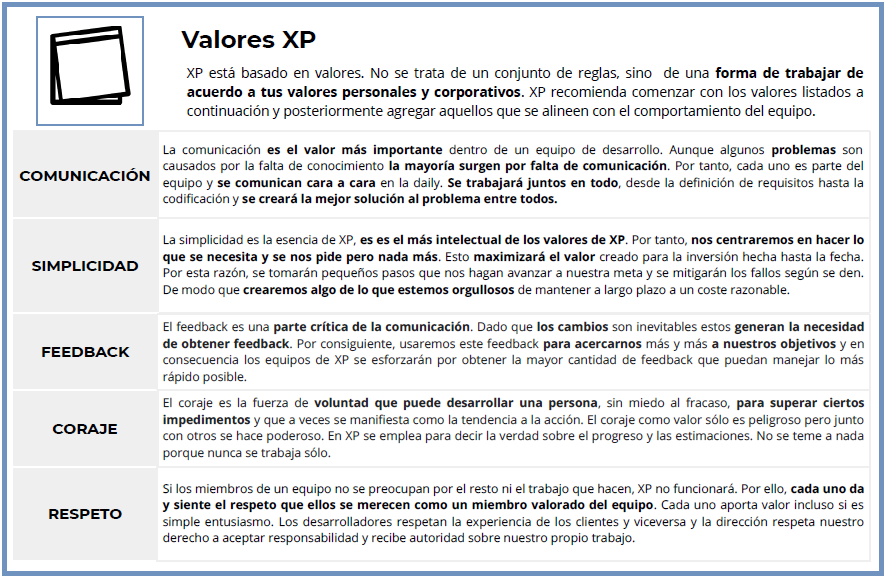 Valores XP
XP está basado en valores. No se trata de un conjunto de reglas, sino de una forma de trabajar de
acuerdo a tus valores personales y corporativos. XP recomienda comenzar con los valores listados a
continuación y posteriormente agregar aquellos que se alineen con el comportamiento del equipo.
COMUNICACIÓN
La comunicación es el valor más importante dentro de un equipo de desarrollo. Aunque algunos problemas son
causados por la falta de conocimiento la mayoría surgen por falta de comunicación. Por tanto, cada uno es parte del
equipo y se comunican cara a cara en la daily. Se trabajará juntos en todo, desde la definición de requisitos hasta la
codificación y se creará la mejor solución al problema entre todos.
SIMPLICIDAD
La simplicidad es la esencia de XP, es es el más intelectual de los valores de XP. Por tanto, nos centraremos en hacer lo
que se necesita y se nos pide pero nada más. Esto maximizará el valor creado para la inversión hecha hasta la fecha.
Por esta razón, se tomarán pequeños pasos que nos hagan avanzar a nuestra meta y se mitigarán los fallos según se den.
De modo que crearemos algo de lo que estemos orgullosos de mantener a largo plazo a un coste razonable.
FEEDBACK
El feedback es una parte crítica de la comunicación. Dado que los cambios son inevitables estos generan la necesidad
de obtener feedback. Por consiguiente, usaremos este feedback para acercarnos más y más a nuestros objetivos y en
consecuencia los equipos de XP se esforzarán por obtener la mayor cantidad de feedback que puedan manejar lo más
rápido posible.
CORAJE
El coraje es la fuerza de voluntad que puede desarrollar una persona, sin miedo al fracaso, para superar ciertos
impedimentos y que a veces se manifiesta como la tendencia a la acción. El coraje como valor sólo es peligroso pero junto
con otros se hace poderoso. En XP se emplea para decir la verdad sobre el progreso y las estimaciones. No se teme a nada
porque nunca se trabaja sólo.
RESPETO
Si los miembros de un equipo no se preocupan por el resto ni el trabajo que hacen, XP no funcionará. Por ello, cada uno da
y siente el respeto que ellos se merecen como un miembro valorado del equipo. Cada uno aporta valor incluso si es
simple entusiasmo. Los desarrolladores respetan la experiencia de los clientes y viceversa y la dirección respeta nuestro
derecho a aceptar responsabilidad y recibe autoridad sobre nuestro propio trabajo.